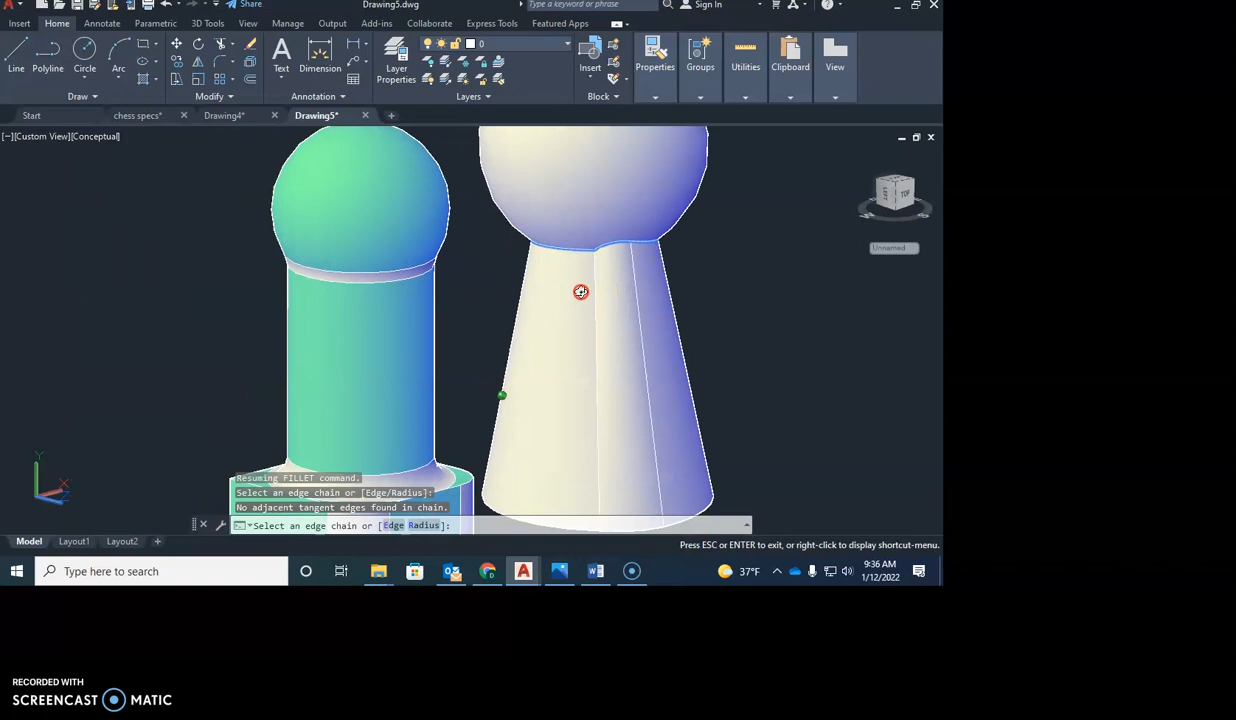 Share
Drawing5.dwg
Type a keyword or phrase
Sign In
Insert Home Annotate Parametric 3D Tools View Manage Output Add-ins Collaborate Express Tools Featured Apps
0
Line Polyline Circle Arc Text Dimension Layer Properties Insert Properties Groups Utilities Clipboard View
Draw Modify Annotation Layers Block
Start chess specs* Drawing4* Drawing5*
[−][Custom View][Conceptual]
LEFT TOP
Unnamed
Y
X
Z
Resuming FILLET command.
Select an edge chain or [Edge/Radius]:
No adjacent tangent edges found in chain.
Select an edge chain or [Edge Radius]:
Model Layout1 Layout2
Press ESC or ENTER to exit, or right-click to display shortcut-menu.
Type here to search
37°F
9:36 AM
1/12/2022
RECORDED WITH
SCREENCAST MATIC